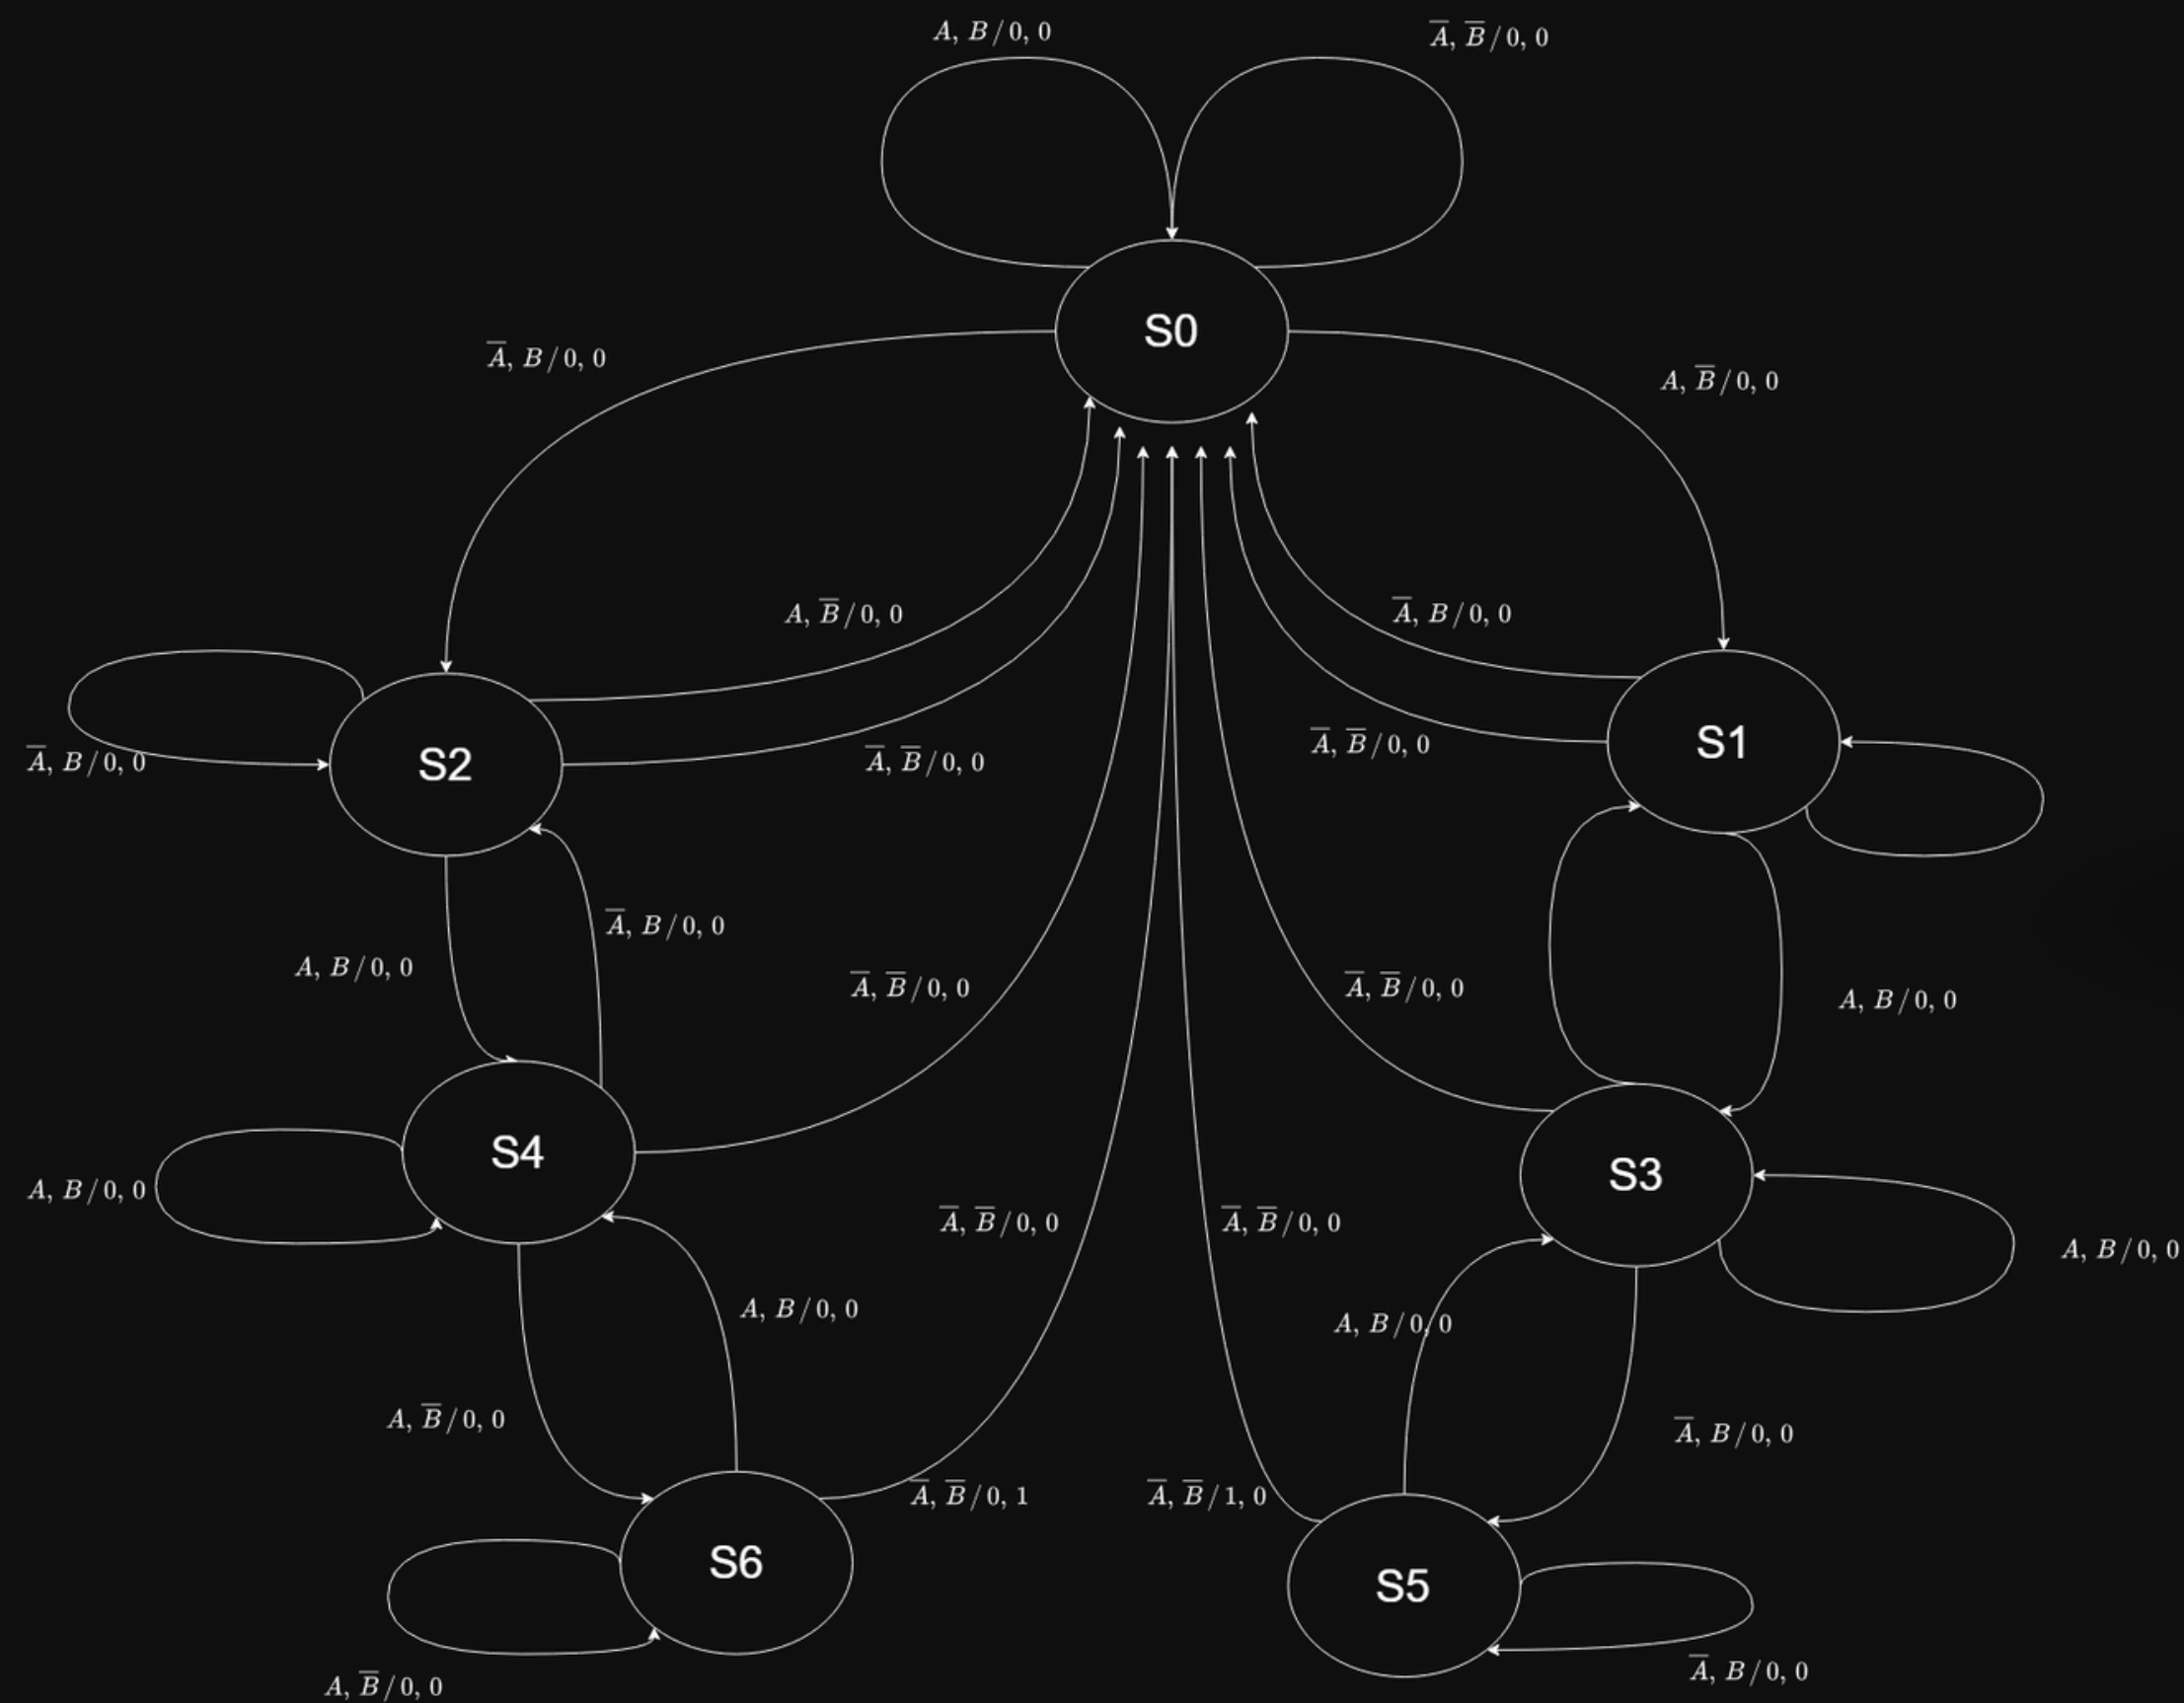 A, B / 0, 0
A̅, B̅ / 0, 0
S0
A̅, B / 0, 0
A, B̅ / 0, 0
A, B̅ / 0, 0
A̅, B / 0, 0
A̅, B̅ / 0, 0
S1
A̅, B / 0, 0
S2
A̅, B̅ / 0, 0
A̅, B / 0, 0
A, B / 0, 0
A̅, B̅ / 0, 0
A̅, B̅ / 0, 0
A, B / 0, 0
S4
S3
A, B / 0, 0
A̅, B̅ / 0, 0
A̅, B̅ / 0, 0
A, B / 0, 0
A, B / 0, 0
A, B / 0, 0
A, B̅ / 0, 0
A̅, B / 0, 0
A̅, B̅ / 0, 1
A̅, B̅ / 1, 0
S6
S5
A, B̅ / 0, 0
A̅, B / 0, 0